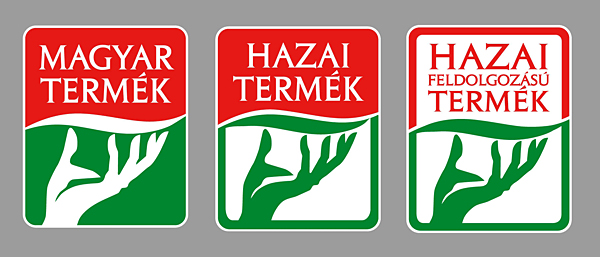 MAGYAR
TERMÉK
HAZAI
TERMÉK
HAZAI
FELDOLGOZÁSÚ
TERMÉK